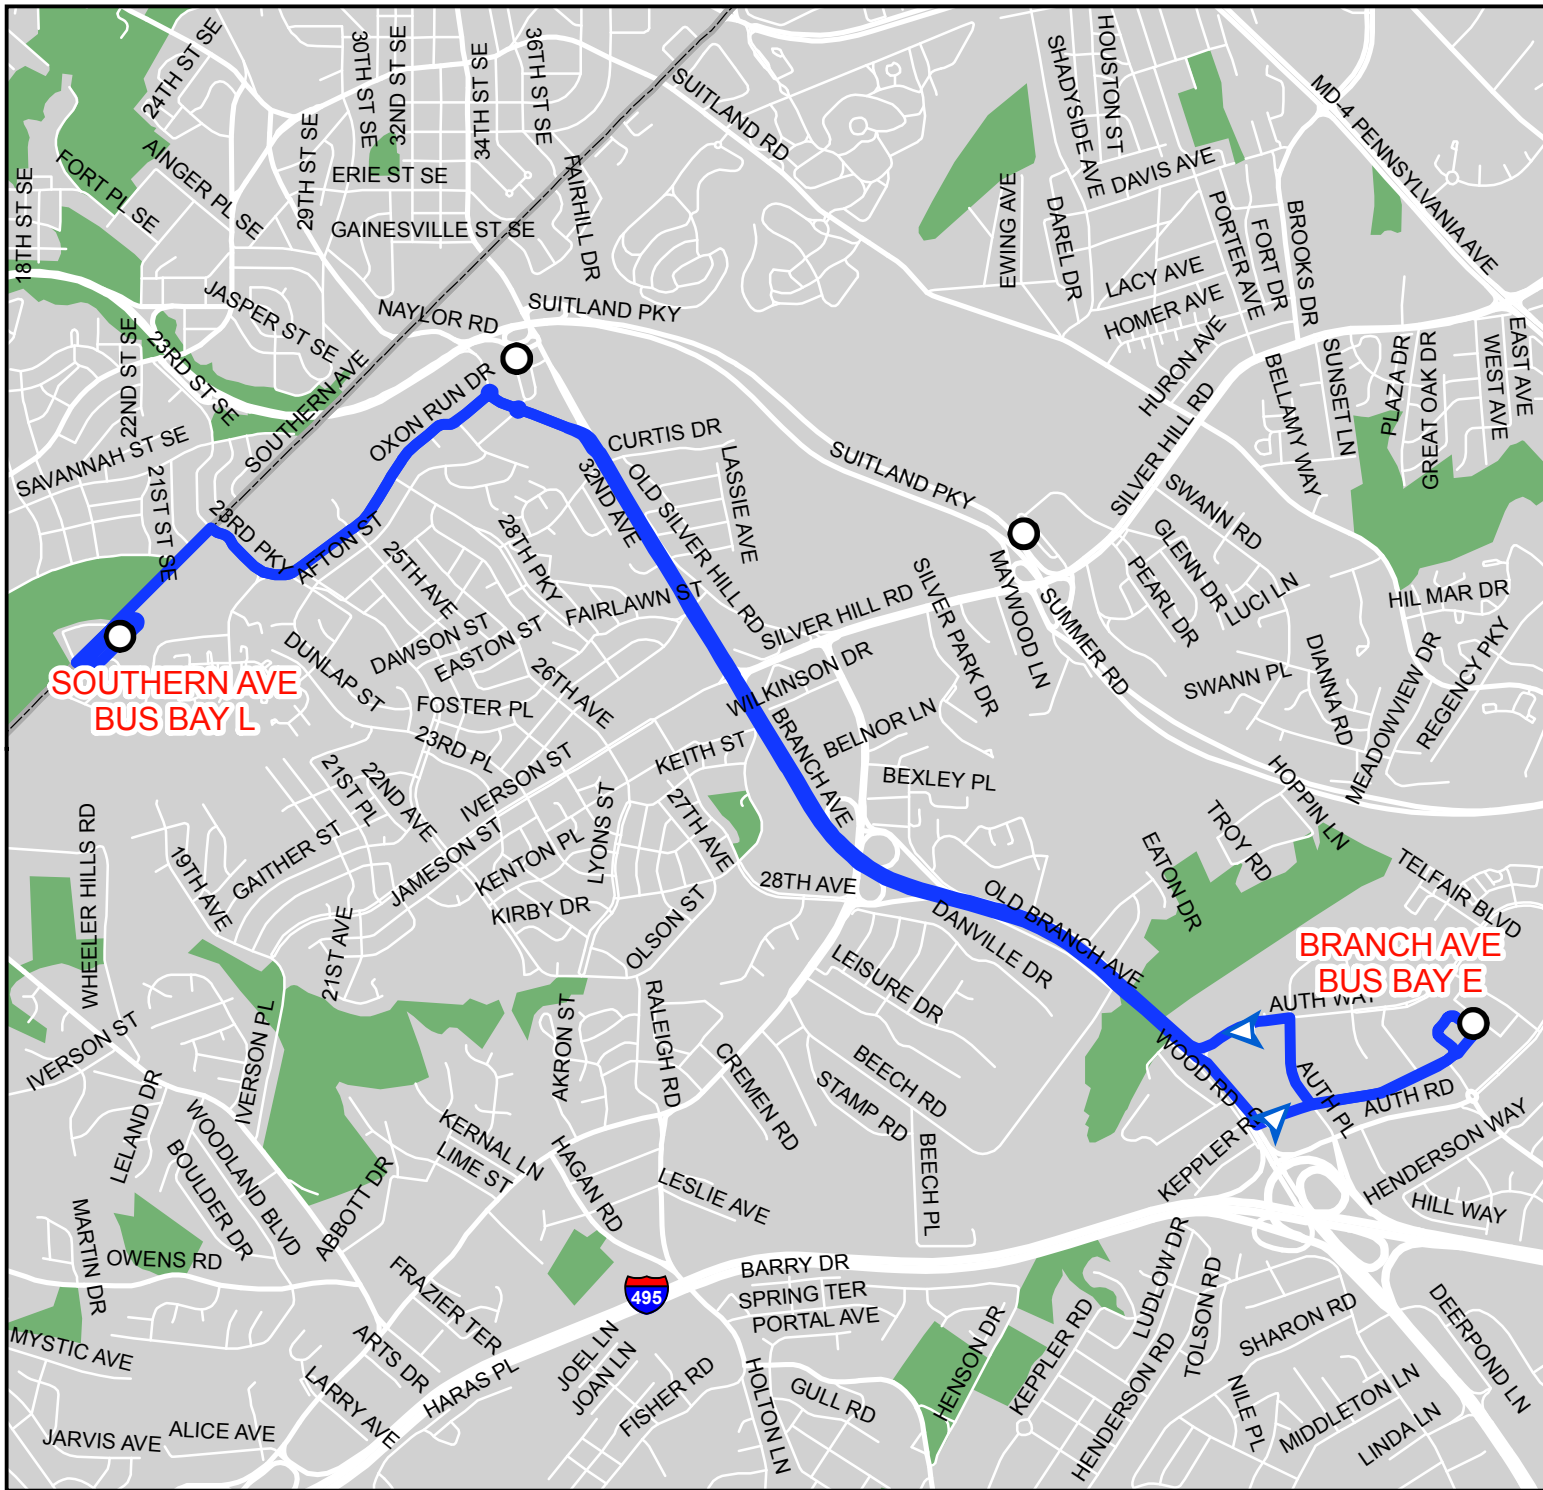 24TH ST SE
30TH ST SE
32ND ST SE
34TH ST SE
36TH ST SE
SUITLAND RD
SHADYSIDE AVE
HOUSTON ST
MD-4 PENNSYLVANIA AVE
18TH ST SE
FORT PL SE
AINGER PL SE
29TH ST SE
ERIE ST SE
GAINESVILLE ST SE
FAIRHILL DR
DAVIS AVE
EWING AVE
DAREL DR
PORTER AVE
FORT DR
BROOKS DR
LACY AVE
HOMER AVE
JASPER ST SE
NAYLOR RD
SUITLAND PKY
22ND ST SE
23RD ST SE
SOUTHERN AVE
OXON RUN DR
HURON AVE
BELLAMY WAY
SUNSET LN
PLAZA DR
GREAT OAK DR
WEST AVE
EAST AVE
SAVANNAH ST SE
21ST ST SE
CURTIS DR
32ND AVE
OLD SILVER HILL RD
LASSIE AVE
SUITLAND PKY
SILVER HILL RD
SWANN RD
23RD PKY
AFTON ST
25TH AVE
28TH PKY
FAIRLAWN ST
SILVER HILL RD
SILVER PARK DR
MAYWOOD LN
SUMMER RD
PEARL DR
GLENN DR
LUCI LN
HIL MAR DR
SOUTHERN AVE
BUS BAY L
DUNLAP ST
DAWSON ST
EASTON ST
26TH AVE
FOSTER PL
23RD PL
WILKINSON DR
BRANCH AVE
BELNOR LN
SWANN PL
DIANNA RD
MEADOWVIEW DR
REGENCY PKY
KEITH ST
BEXLEY PL
HOPPIN LN
21ST PL
22ND AVE
IVERSON ST
WHEELER HILLS RD
19TH AVE
GAITHER ST
JAMESON ST
KENTON PL
LYONS ST
27TH AVE
TROY RD
EATON DR
TELFAIR BLVD
28TH AVE
KIRBY DR
OLSON ST
21ST AVE
OLD BRANCH AVE
DANVILLE DR
LEISURE DR
BRANCH AVE
BUS BAY E
AUTH WAY
IVERSON ST
IVERSON PL
AKRON ST
RALEIGH RD
CREMEN RD
BEECH RD
STAMP RD
BEECH PL
WOOD RD
AUTH PL
AUTH RD
KEPPLER RD
HENDERSON WAY
HILL WAY
LELAND DR
WOODLAND BLVD
BOULDER DR
KERNAL LN
LIME ST
HAGAN RD
LESLIE AVE
ABBOTT DR
MARTIN DR
OWENS RD
FRAZIER TER
BARRY DR
SPRING TER
PORTAL AVE
495
LUDLOW DR
TOLSON RD
SHARON RD
DEERPOND LN
MYSTIC AVE
ARTS DR
LARRY AVE
HARAS PL
JOEL LN
JOAN LN
FISHER RD
HOLTON LN
GULL RD
HENSON DR
KEPPLER RD
HENDERSON RD
NILE PL
MIDDLETON LN
LINDA LN
JARVIS AVE
ALICE AVE